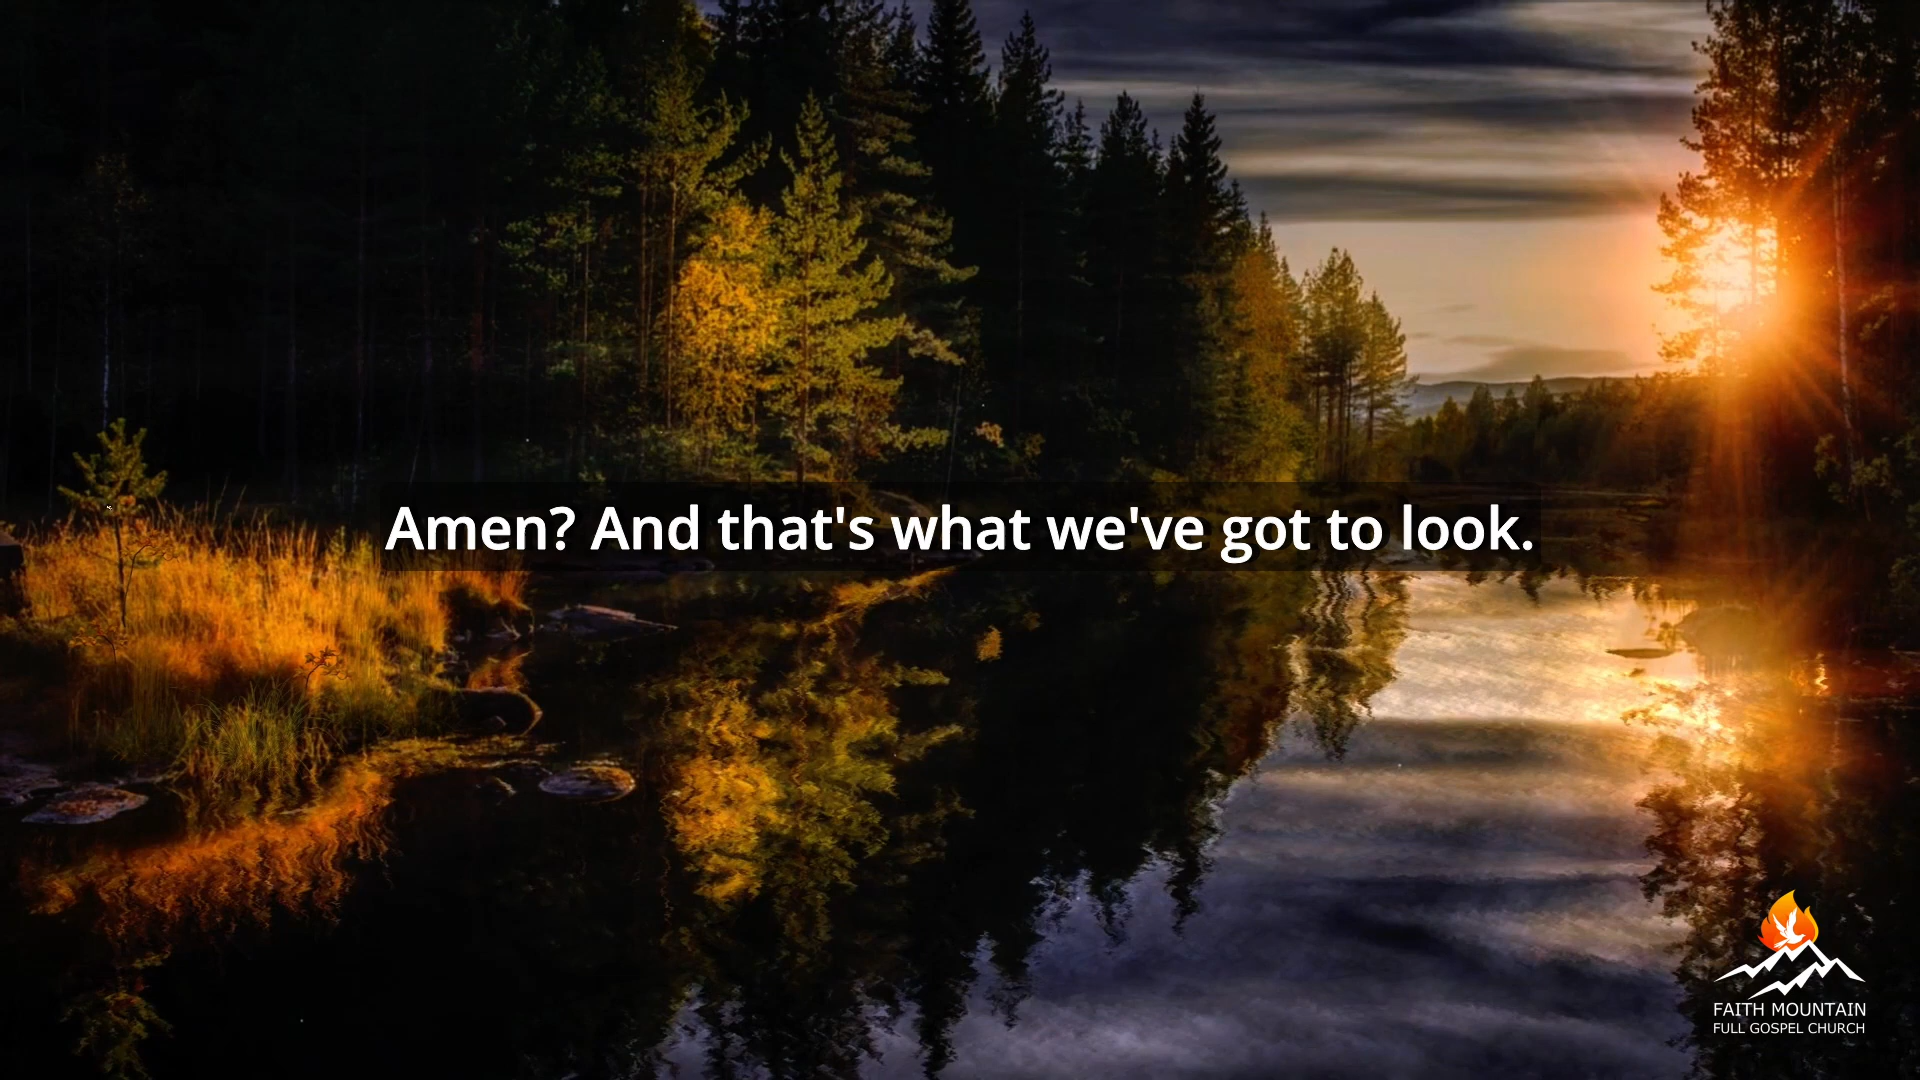 Amen? And that's what we've got to look.
FAITH MOUNTAIN
FULL GOSPEL CHURCH